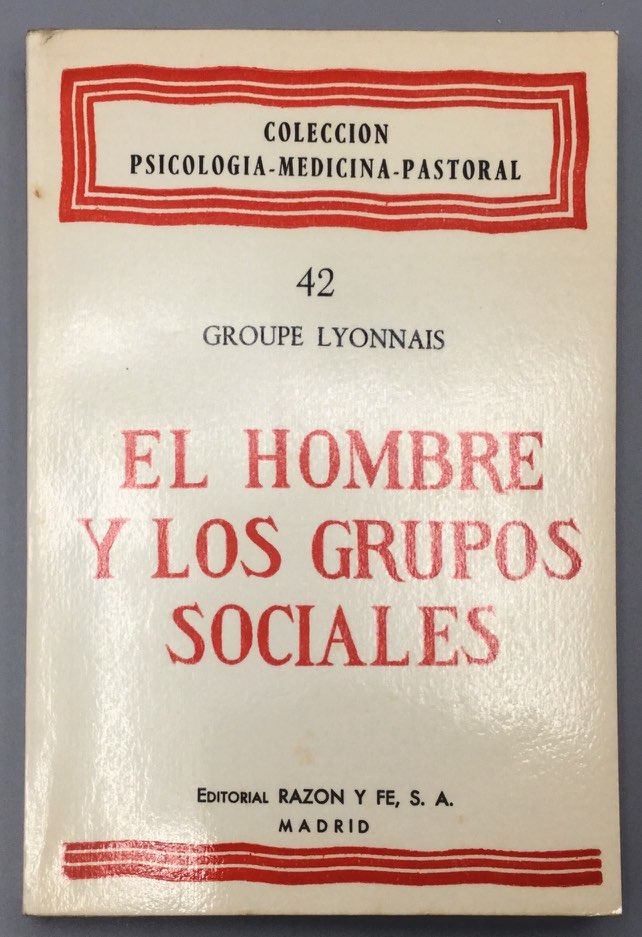 COLECCION
PSICOLOGIA-MEDICINA-PASTORAL
42
GROUPE LYONNAIS
EL HOMBRE
Y LOS GRUPOS
SOCIALES
EDITORIAL RAZON Y FE, S. A.
MADRID